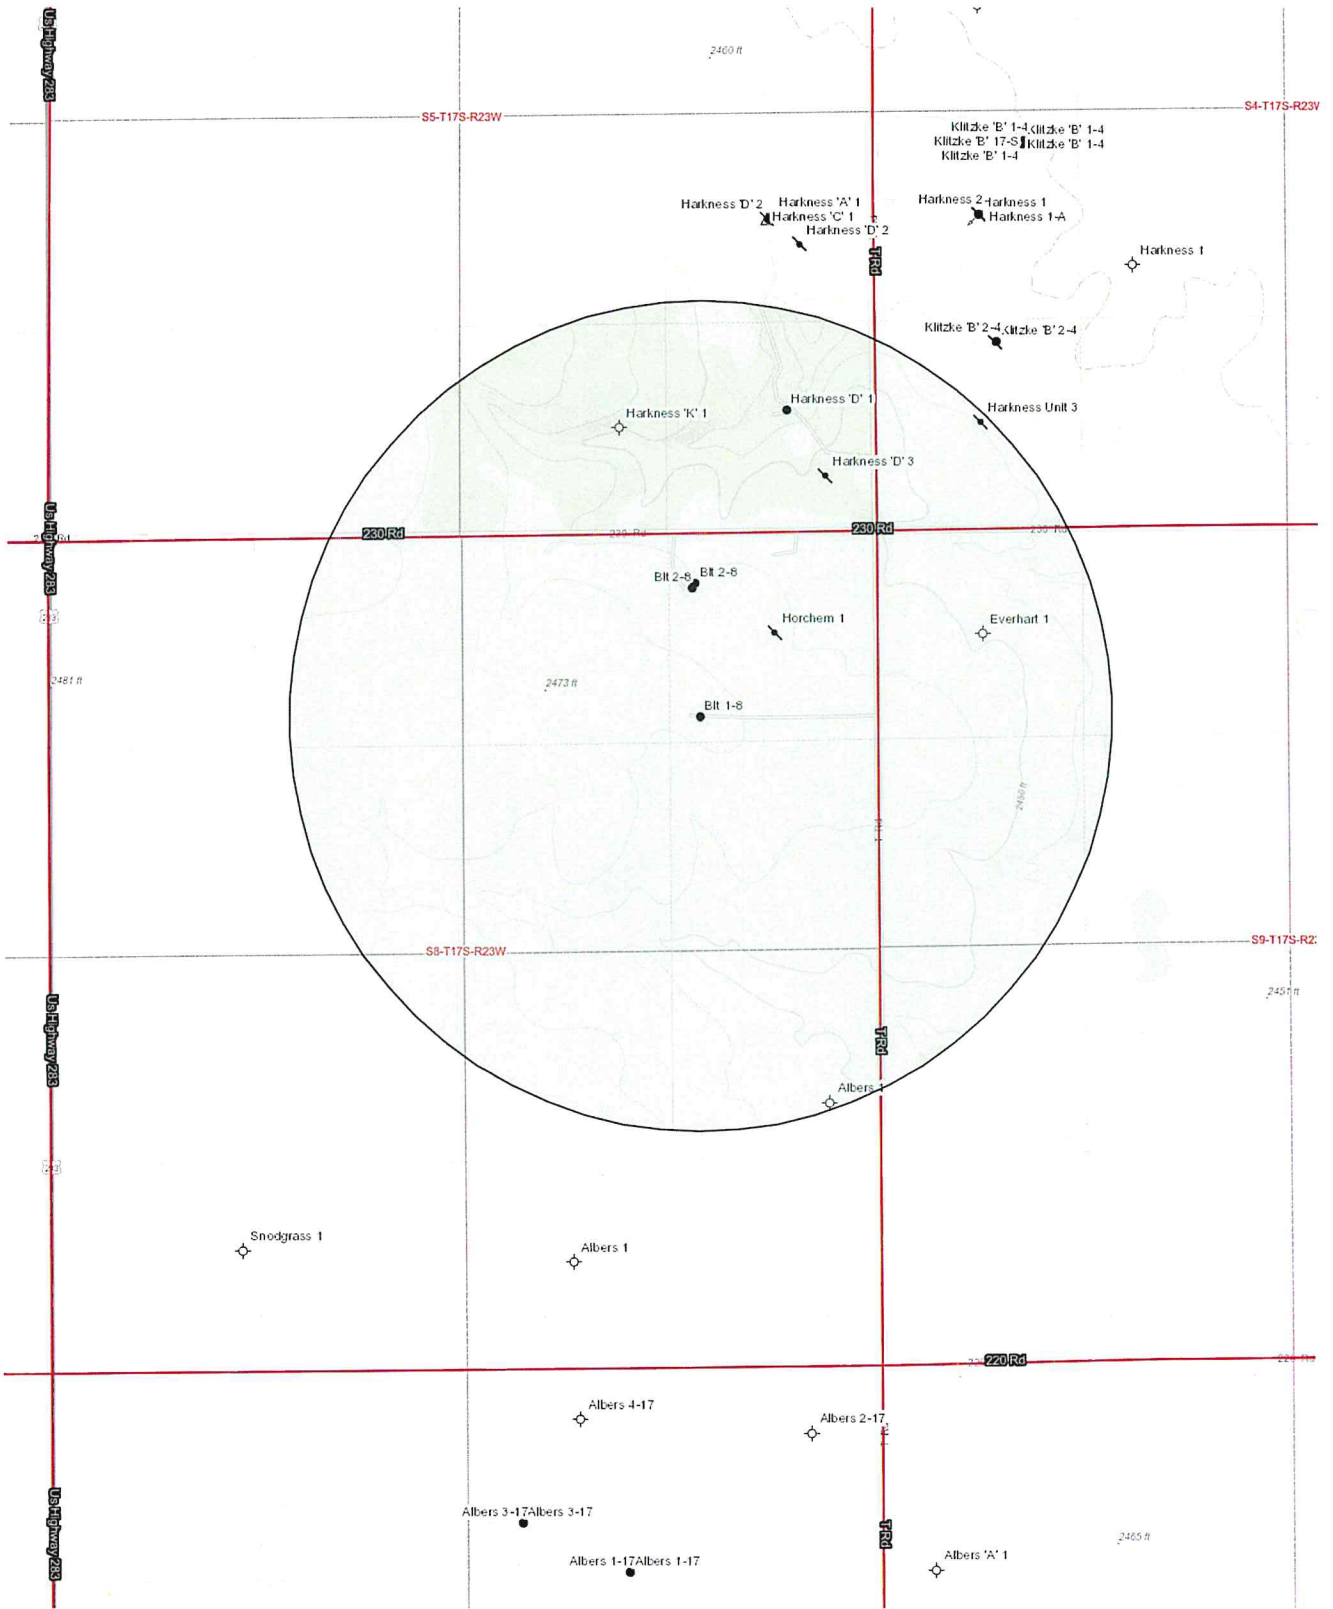 Us Highway 283
2460 ft
S5-T17S-R23W
S4-T17S-R23W
Klitzke 'B' 1-4 Klitzke 'B' 1-4
Klitzke 'B' 17-S Klitzke 'B' 1-4
Klitzke 'B' 1-4
Harkness 'D' 2 Harkness 'A' 1
Harkness 'C' 1
Harkness 'D' 2
Harkness 2 Harkness 1
Harkness 1-A
T Rd
Harkness 1
Klitzke 'B' 2-4 Klitzke 'B' 2-4
Harkness 'D' 1
Harkness 'K' 1
Harkness Unit 3
Harkness 'D' 3
Us Highway 283
230 Rd
230 Rd
Blt 2-8 Blt 2-8
Horchem 1
Everhart 1
2481 ft
2473 ft
Blt 1-8
2450 ft
S8-T17S-R23W
S9-T17S-R23
2451 ft
Us Highway 283
T Rd
Albers 1
Snodgrass 1
Albers 1
220 Rd
Albers 4-17
Albers 2-17
Albers 3-17 Albers 3-17
Us Highway 283
T Rd
2465 ft
Albers 1-17 Albers 1-17
Albers 'A' 1